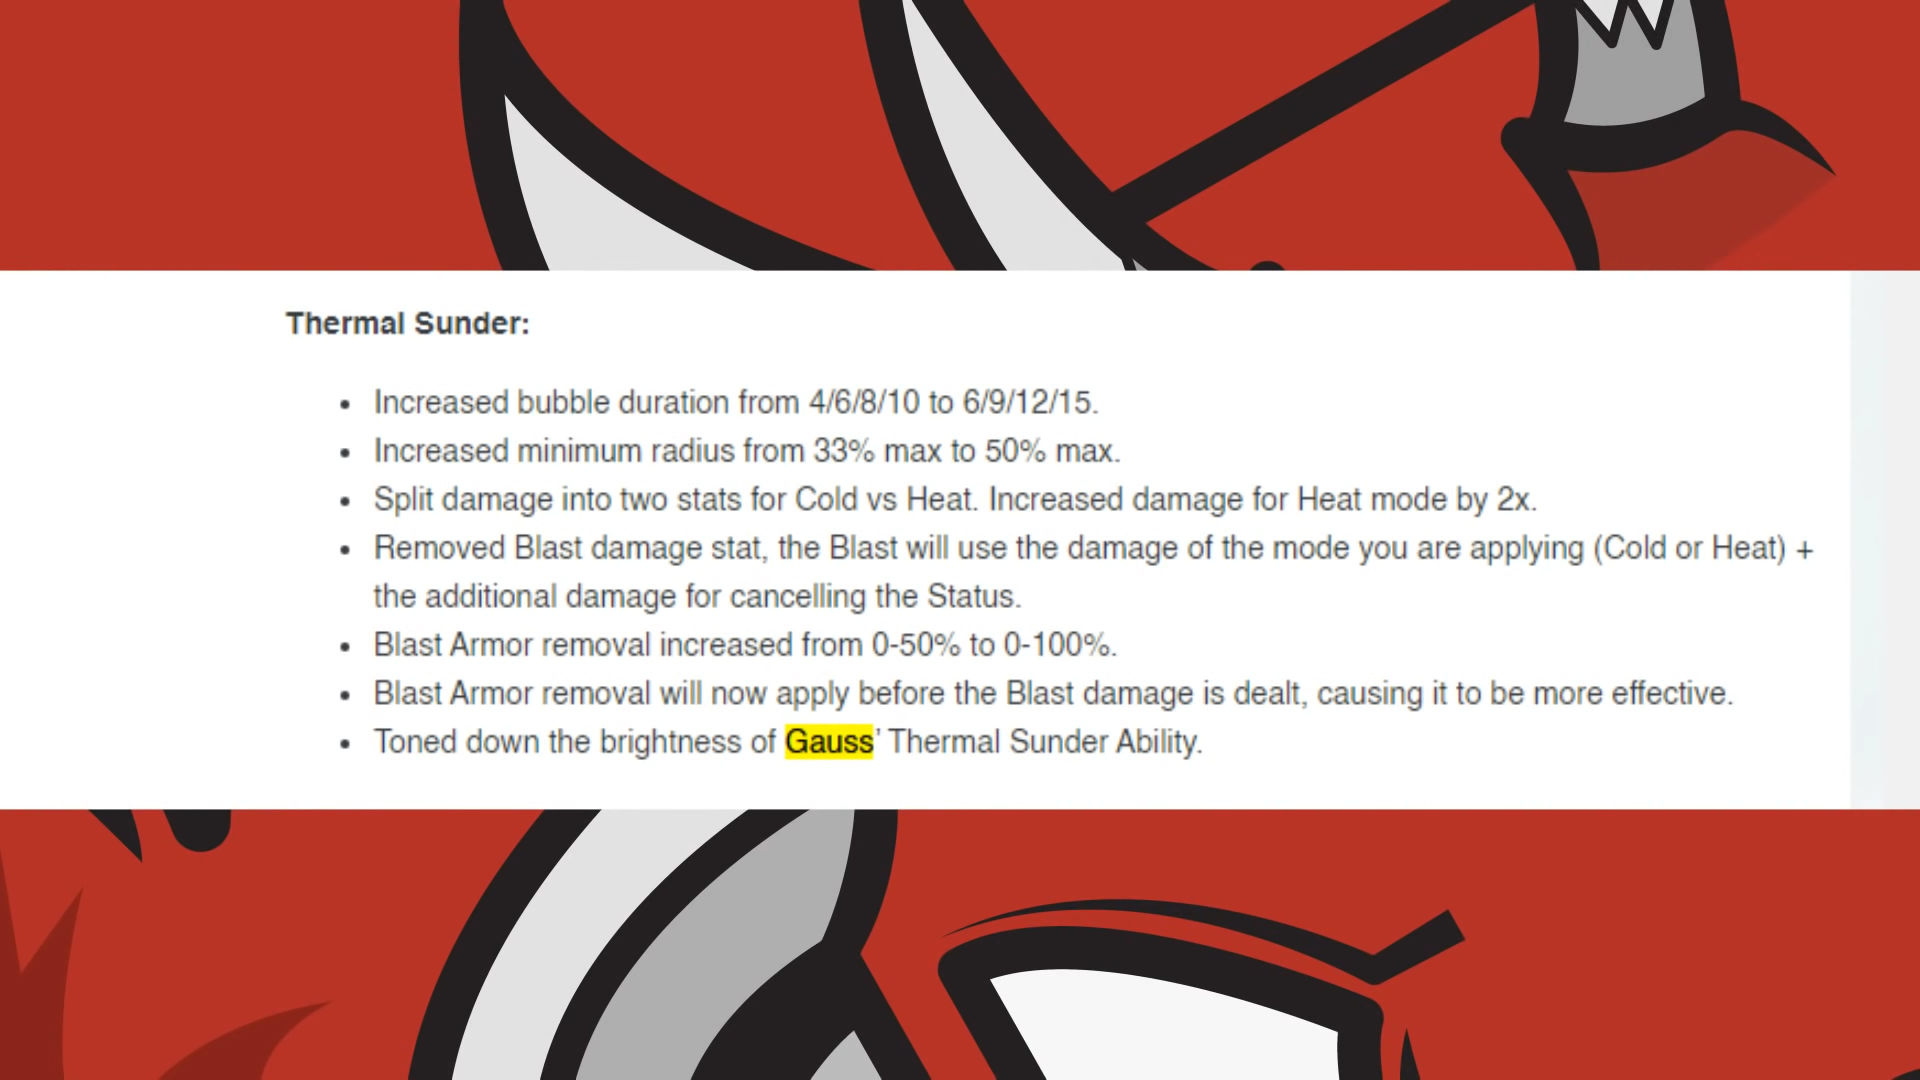 Thermal Sunder:
• Increased bubble duration from 4/6/8/10 to 6/9/12/15.
• Increased minimum radius from 33% max to 50% max.
• Split damage into two stats for Cold vs Heat. Increased damage for Heat mode by 2x.
• Removed Blast damage stat, the Blast will use the damage of the mode you are applying (Cold or Heat) +
the additional damage for cancelling the Status.
• Blast Armor removal increased from 0-50% to 0-100%.
• Blast Armor removal will now apply before the Blast damage is dealt, causing it to be more effective.
• Toned down the brightness of Gauss’ Thermal Sunder Ability.